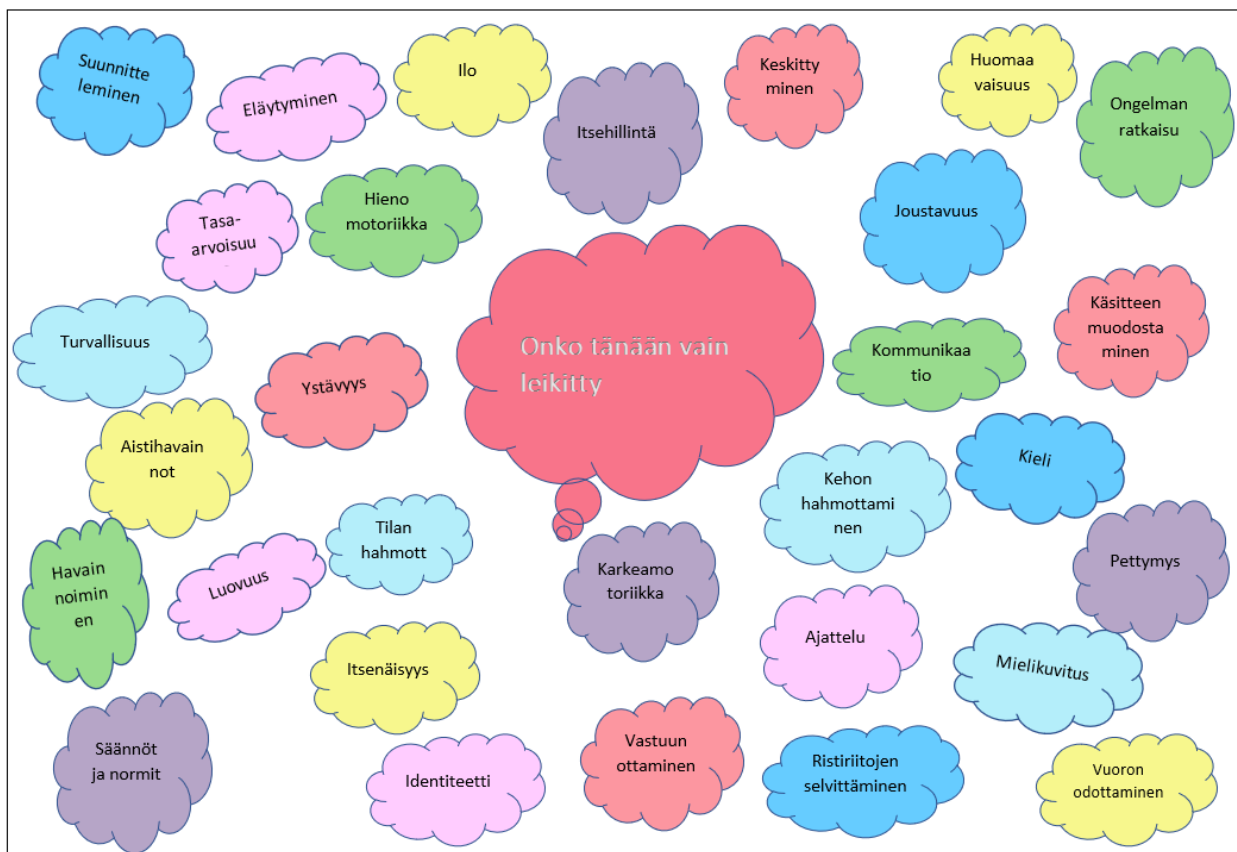 Suunnitte
leminen
Eläytyminen
Ilo
Itsehillintä
Keskitty
minen
Huomaa
vaisuus
Ongelman
ratkaisu
Tasa-
arvoisuu
Hieno
motoriikka
Joustavuus
Turvallisuus
Ystävyys
Onko tänään vain
leikitty
Kommunikaa
tio
Käsitteen
muodosta
minen
Aistihavain
not
Kehon
hahmottami
nen
Kieli
Havain
noimin
en
Luovuus
Tilan
hahmott
Karkeamo
toriikka
Pettymys
Ajattelu
Mielikuvitus
Itsenäisyys
Säännöt
ja normit
Identiteetti
Vastuun
ottaminen
Ristiriitojen
selvittäminen
Vuoron
odottaminen